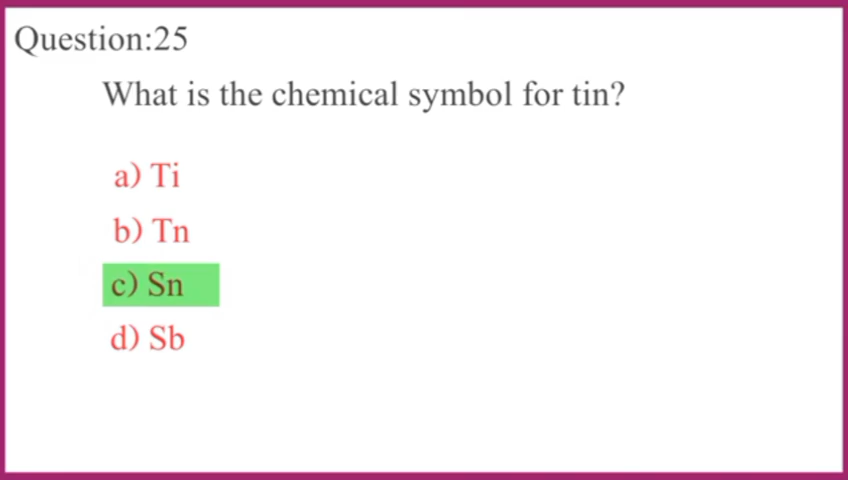 Question:25
What is the chemical symbol for tin?
a) Ti
b) Tn
c) Sn
d) Sb